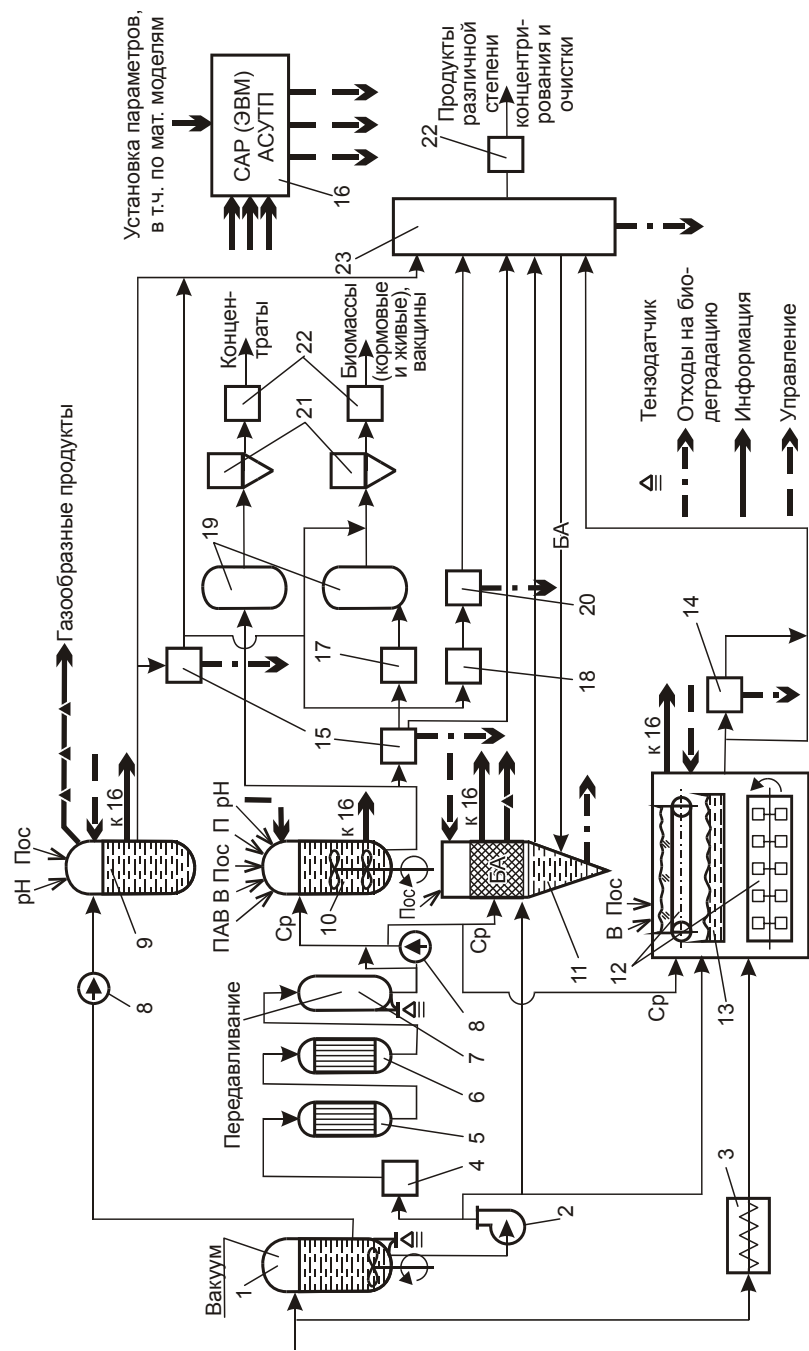 Установка параметров,
в т.ч. по мат. моделям
САР (ЭВМ)
АСУТП
16
Газообразные продукты
рН
Пос
9
к 16
8
15
Концен-
траты
22
21
19
Биомассы
(кормовые
и живые),
вакцины
22
Продукты
различной
степени
концентри-
рования и
очистки
23
17
18
20
Вакуум
1
2
3
4
5
6
7
Передавливание
8
ПАВ
В
Пос
П
рН
Ср
10
к 16
Пос
Ср
БА
11
к 16
БА
В
Пос
Ср
12
13
к 16
14
Тензодатчик
Отходы на био-
деградацию
Информация
Управление